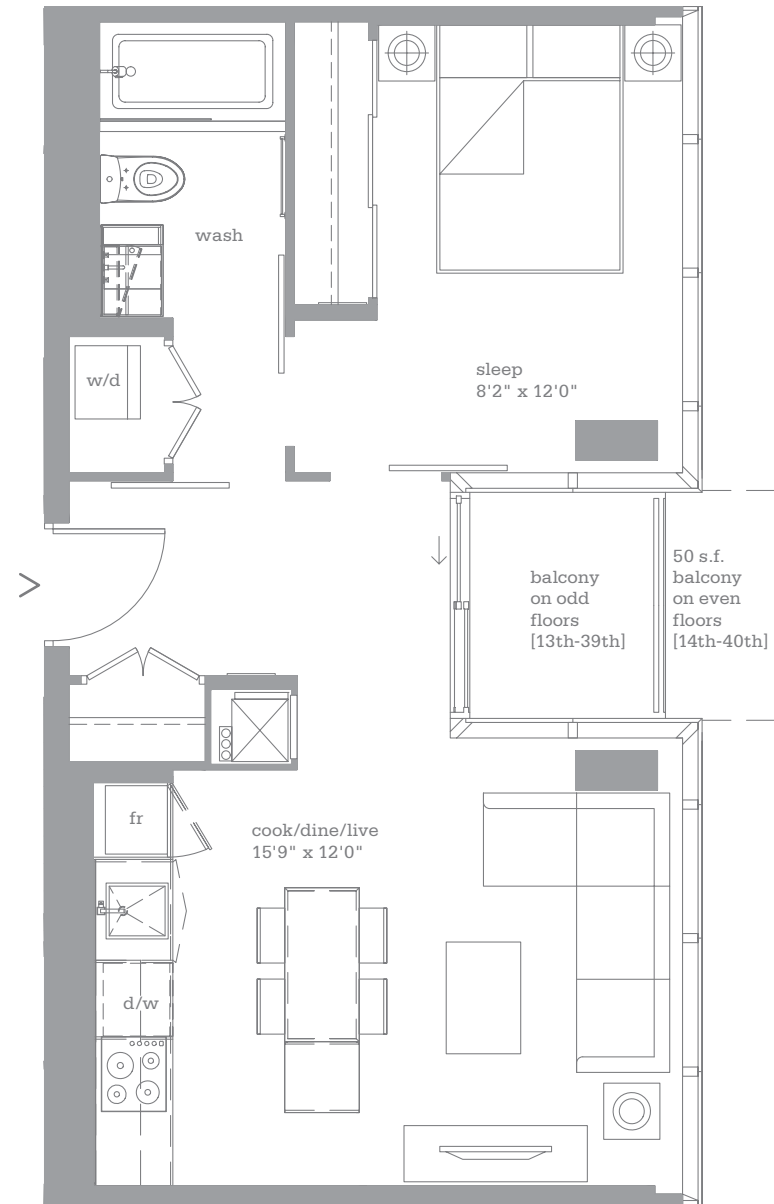 wash
w/d
sleep
8'2" x 12'0"
balcony
on odd
floors
[13th-39th]
50 s.f.
balcony
on even
floors
[14th-40th]
fr
cook/dine/live
15'9" x 12'0"
d/w